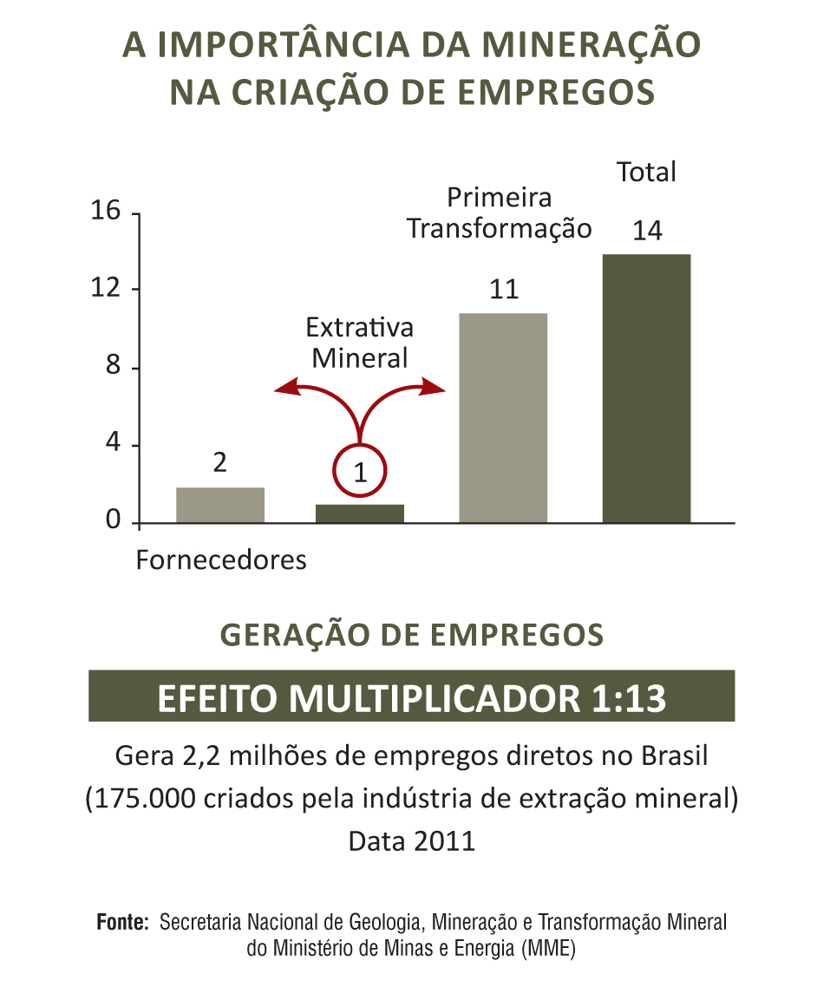 A IMPORTÂNCIA DA MINERAÇÃO
NA CRIAÇÃO DE EMPREGOS
Total
Primeira
Transformação
16
14
12
11
Extrativa
Mineral
8
4
2
1
0
Fornecedores
GERAÇÃO DE EMPREGOS
EFEITO MULTIPLICADOR 1:13
Gera 2,2 milhões de empregos diretos no Brasil
(175.000 criados pela indústria de extração mineral)
Data 2011
Fonte: Secretaria Nacional de Geologia, Mineração e Transformação Mineral
do Ministério de Minas e Energia (MME)